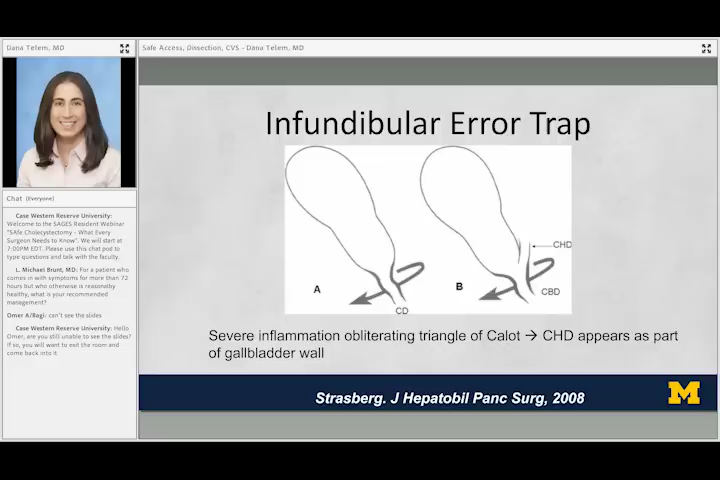 Dana Telem, MD
Safe Access, Dissection, CVS - Dana Telem, MD
Chat (Everyone)
Case Western Reserve University:
Welcome to the SAGES Resident Webinar
"SAfe Cholecystectomy - What Every
Surgeon Needs to Know". We will start at
7:00PM EDT. Please use this chat pod to
type questions and talk with the faculty.
L. Michael Brunt, MD: For a patient who
comes in with symptoms for more than 72
hours but who otherwise is reasonably
healthy, what is your recommended
management?
Omer A/Bagi: can't see the slides
Case Western Reserve University: Hello
Omer, are you still unable to see the slides?
If so, you will want to exit the room and
come back into it
Infundibular Error Trap
A
CD
B
CHD
CBD
Severe inflammation obliterating triangle of Calot → CHD appears as part
of gallbladder wall
Strasberg. J Hepatobil Panc Surg, 2008
M